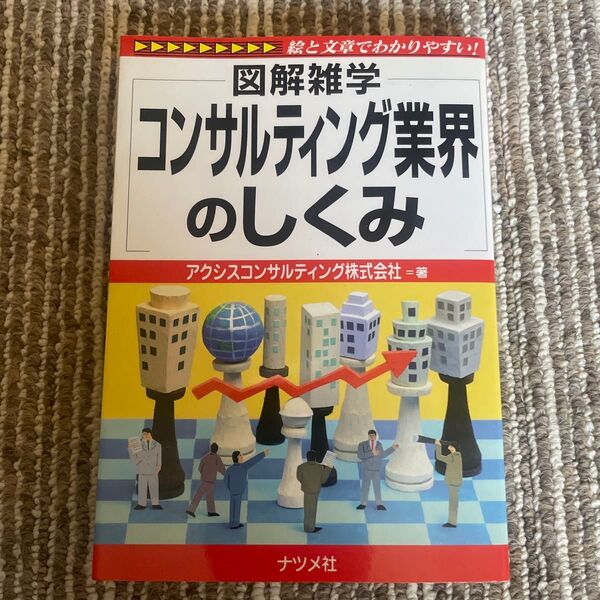 絵と文章でわかりやすい!
図解雑学
コンサルティング業界
のしくみ
アクシスコンサルティング株式会社=著
ナツメ社